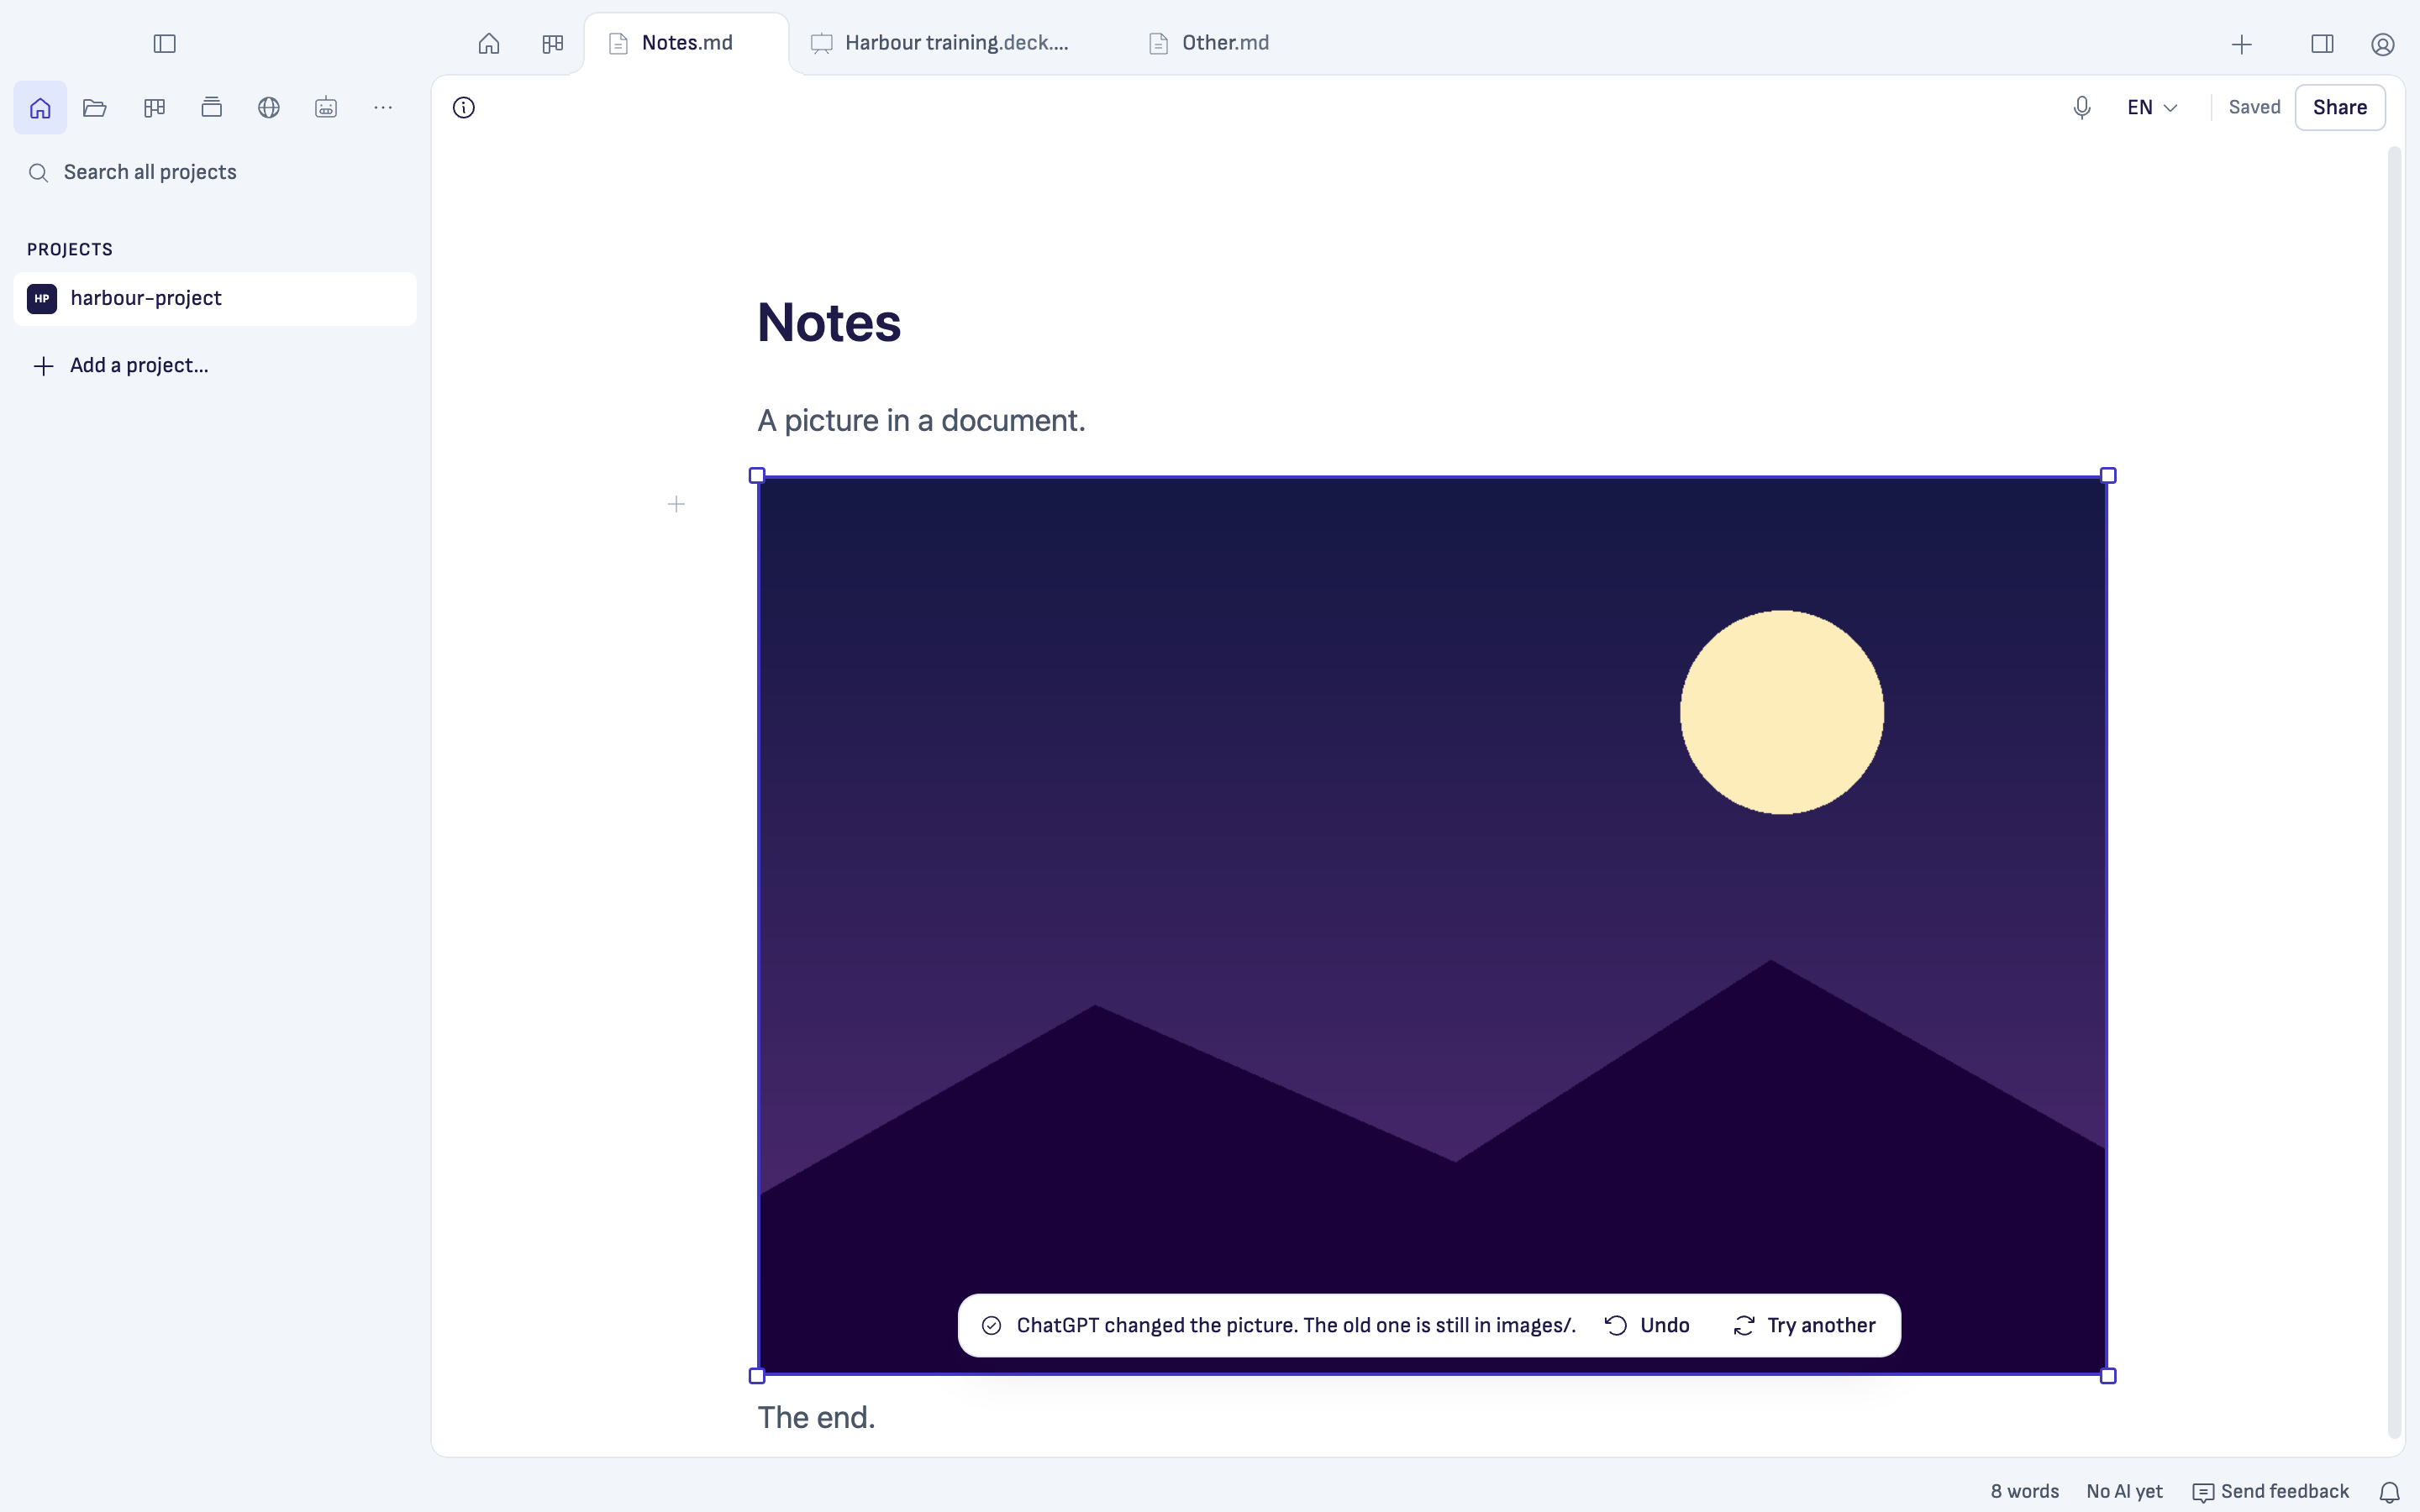 Notes.md
Harbour training.deck....
Other.md
EN
Saved
Share
Search all projects
PROJECTS
HP
harbour-project
Add a project...
Notes
A picture in a document.
ChatGPT changed the picture. The old one is still in images/.
Undo
Try another
The end.
8 words
No AI yet
Send feedback